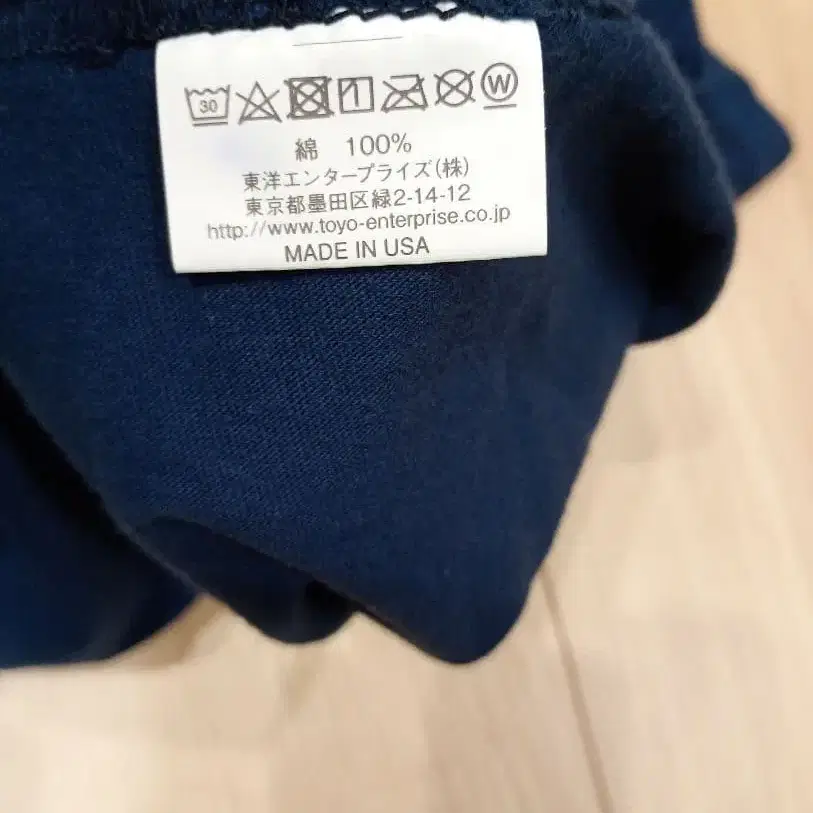 30 W
綿 100%
東洋エンタープライズ(株)
東京都墨田区緑2-14-12
http://www.toyo-enterprise.co.jp
MADE IN USA